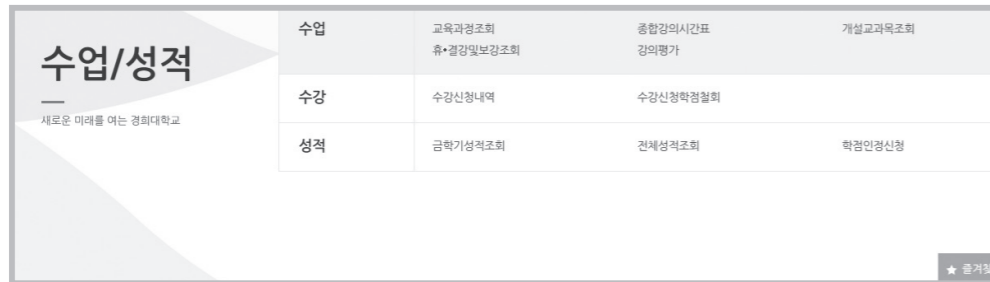 수업/성적
새로운 미래를 여는 경희대학교
수업
교육과정조회 종합강의시간표 개설교과목조회
휴•결강및보강조회 강의평가
수강
수강신청내역 수강신청학점철회
성적
금학기성적조회 전체성적조회 학점인정신청
★ 즐겨찾